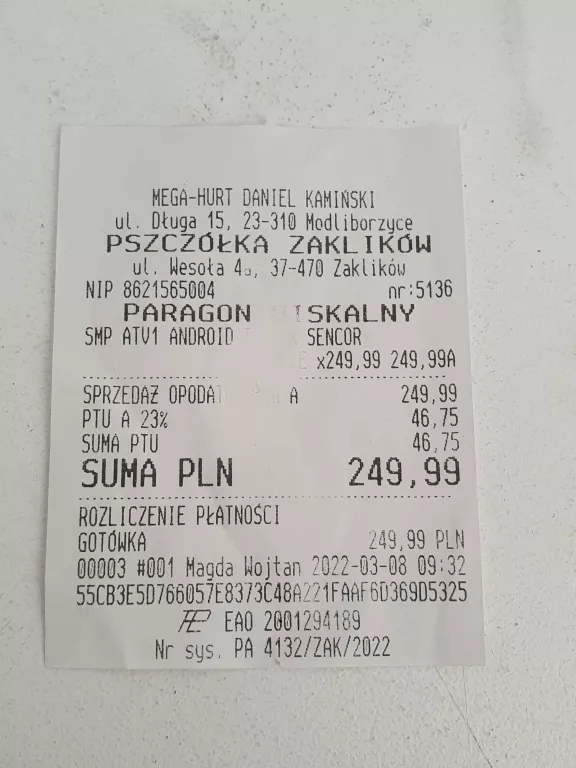 MEGA-HURT DANIEL KAMIŃSKI
ul. Długa 15, 23-310 Modliborzyce
PSZCZÓŁKA ZAKLIKÓW
ul. Wesoła 4a, 37-470 Zaklików
NIP 8621565004 nr:5136
PARAGON FISKALNY
SMP ATV1 ANDROID SENCOR
x249,99 249,99A
SPRZEDAŻ OPODATKOWANA A 249,99
PTU A 23% 46,75
SUMA PTU 46,75
SUMA PLN 249,99
ROZLICZENIE PŁATNOŚCI
GOTÓWKA 249,99 PLN
00003 #001 Magda Wojtan 2022-03-08 09:32
55CB3E5D766057E8373C48A221FAAF6D369D5325
EAO 2001294189
Nr sys. PA 4132/ZAK/2022